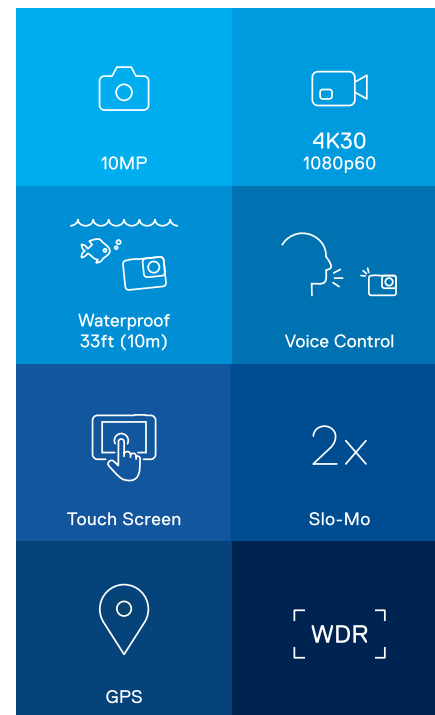 10MP
4K30
1080p60
Waterproof
33ft (10m)
Voice Control
Touch Screen
2x
Slo-Mo
GPS
WDR